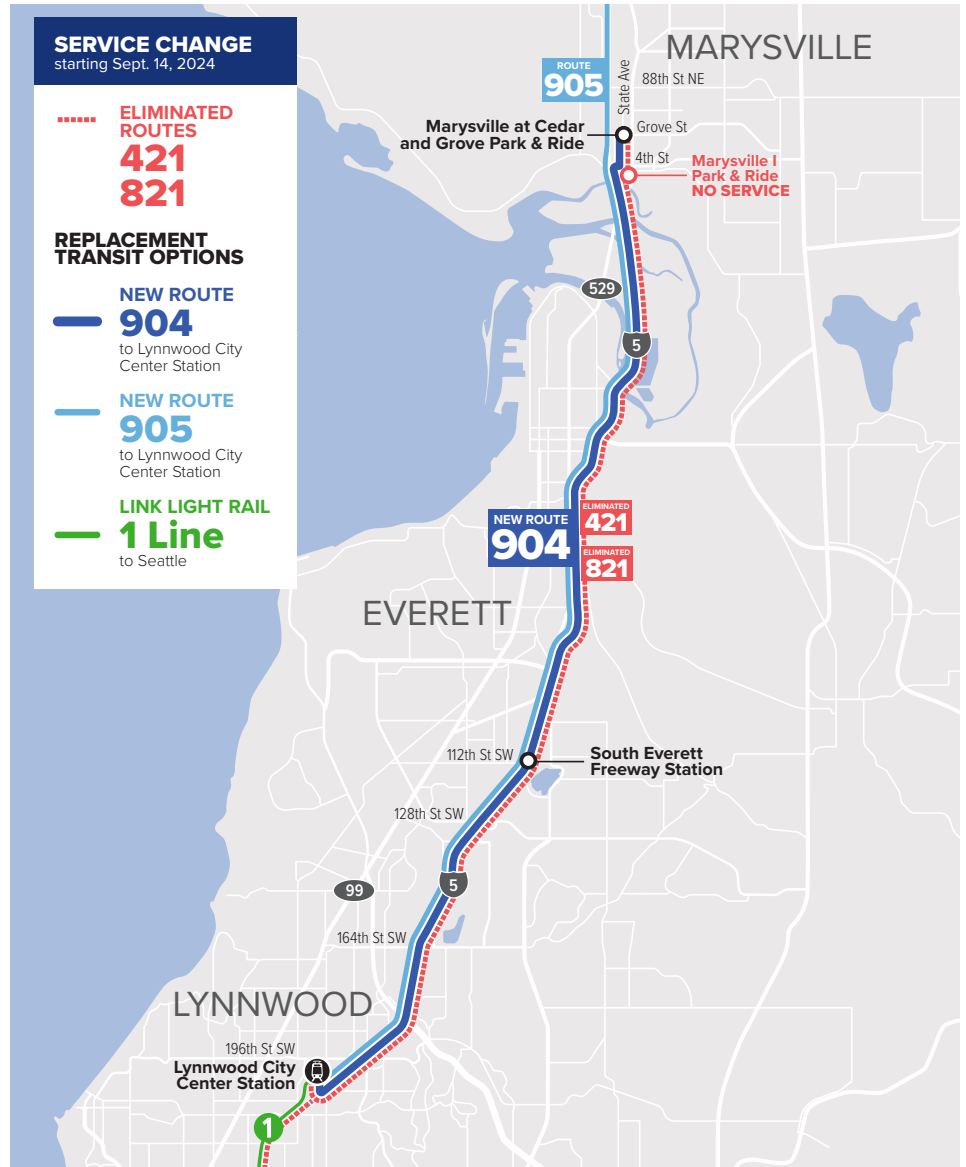 SERVICE CHANGE
starting Sept. 14, 2024
ELIMINATED
ROUTES
421
821
REPLACEMENT
TRANSIT OPTIONS
NEW ROUTE
904
to Lynnwood City
Center Station
NEW ROUTE
905
to Lynnwood City
Center Station
LINK LIGHT RAIL
1 Line
to Seattle
MARYSVILLE
ROUTE
905
State Ave
88th St NE
Marysville at Cedar
and Grove Park & Ride
Grove St
4th St
Marysville I
Park & Ride
NO SERVICE
529
5
NEW ROUTE
904
ELIMINATED
421
ELIMINATED
821
EVERETT
112th St SW
South Everett
Freeway Station
128th St SW
99
5
164th St SW
LYNNWOOD
196th St SW
Lynnwood City
Center Station
1